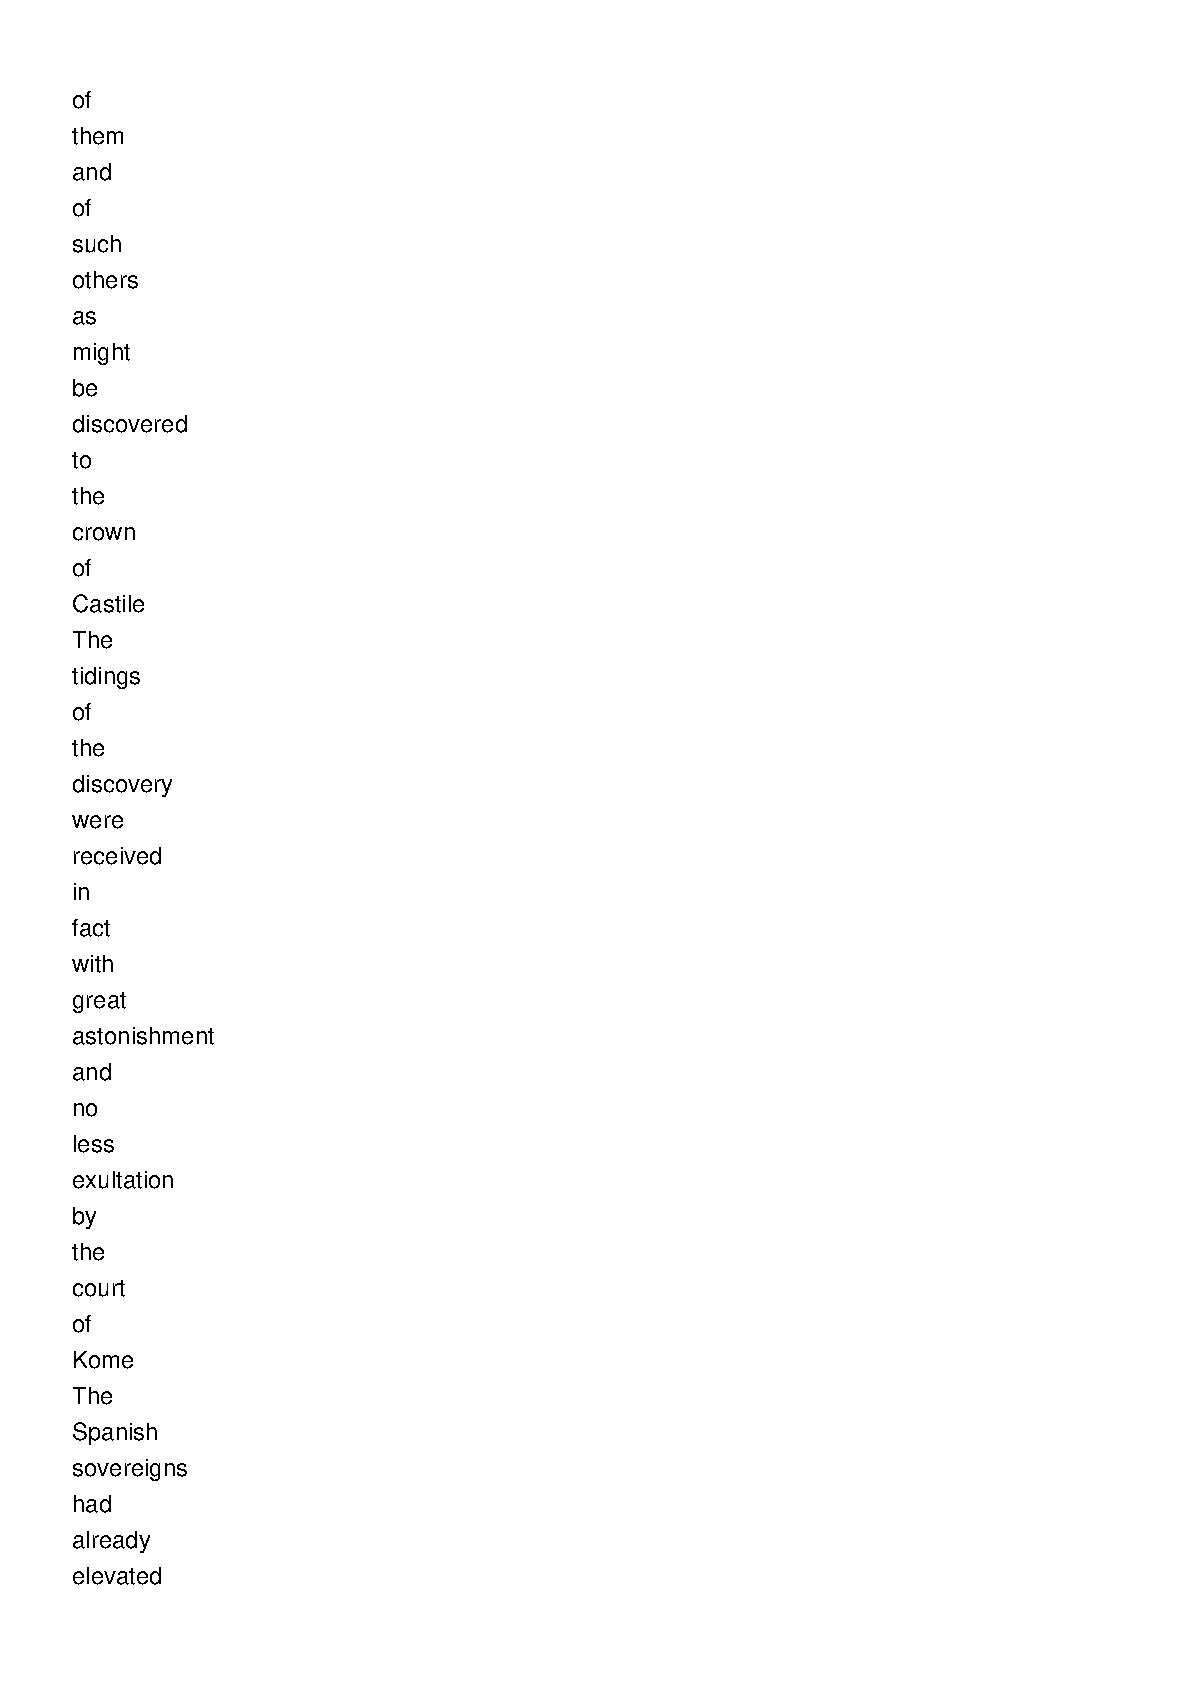 of
them
and
of
such
others
as
might
be
discovered
to
the
crown
of
Castile
The
tidings
of
the
discovery
were
received
in
fact
with
great
astonishment
and
no
less
exultation
by
the
court
of
Kome
The
Spanish
sovereigns
had
already
elevated